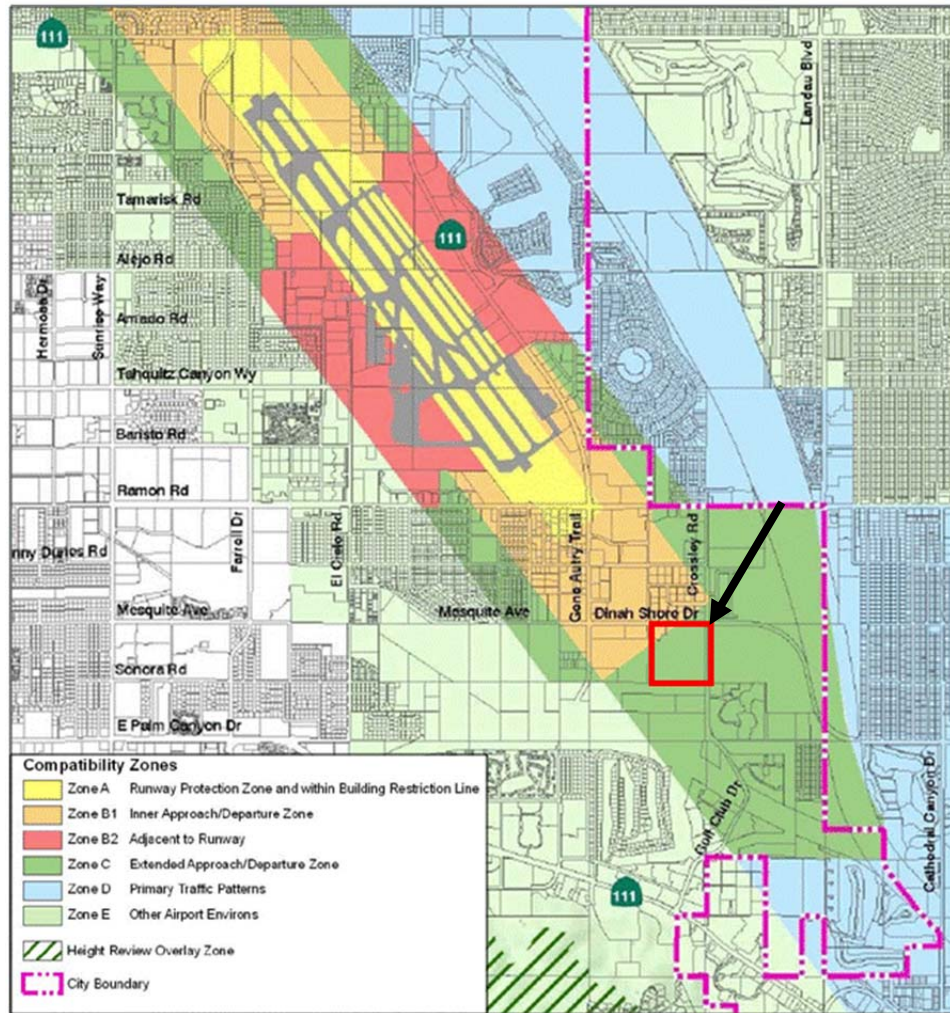 111
Landau Blvd
Tamarisk Rd
111
Alejo Rd
Hermosa Dr
Sunrise Way
Amado Rd
Tahquitz Canyon Wy
Baristo Rd
Ramon Rd
Farrell Dr
El Cielo Rd
Gene Autry Trail
Crossley Rd
nny Dunes Rd
Mesquite Ave
Mesquite Ave
Dinah Shore Dr
Sonora Rd
E Palm Canyon Dr
Golf Club Dr
Cathedral Canyon Dr
111
Compatibility Zones
Zone A Runway Protection Zone and within Building Restriction Line
Zone B1 Inner Approach/Departure Zone
Zone B2 Adjacent to Runway
Zone C Extended Approach/Departure Zone
Zone D Primary Traffic Patterns
Zone E Other Airport Environs
Height Review Overlay Zone
City Boundary